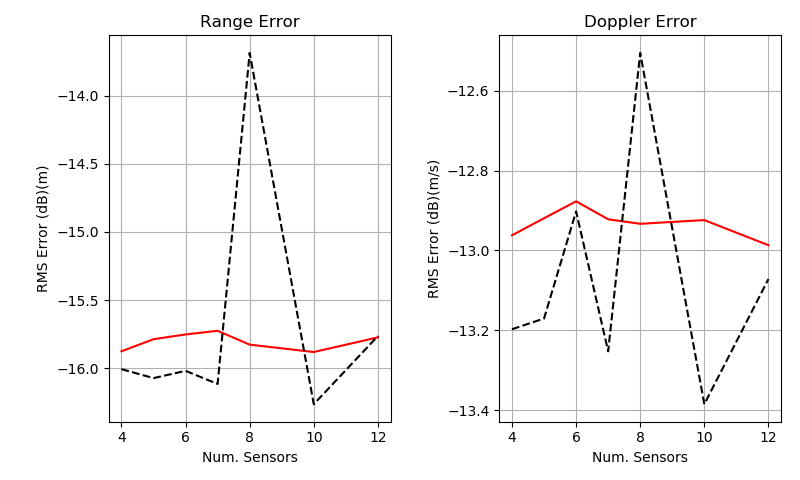 Range Error
RMS Error (dB)(m)
−14.0
−14.5
−15.0
−15.5
−16.0
4 6 8 10 12
Num. Sensors
Doppler Error
RMS Error (dB)(m/s)
−12.6
−12.8
−13.0
−13.2
−13.4
4 6 8 10 12
Num. Sensors